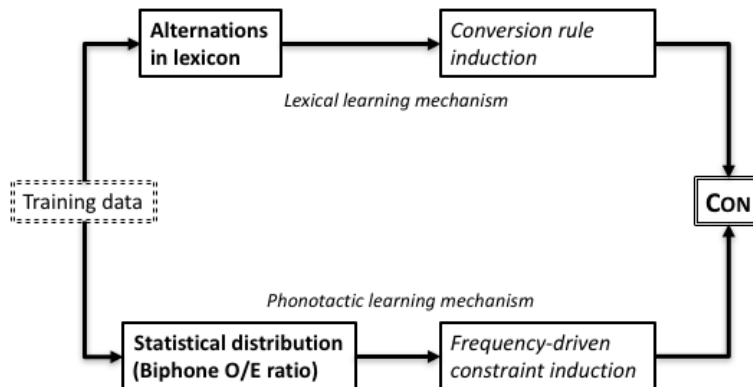 Alternations
in lexicon
Conversion rule
induction
Lexical learning mechanism
Training data
CON
Phonotactic learning mechanism
Statistical distribution
(Biphone O/E ratio)
Frequency-driven
constraint induction